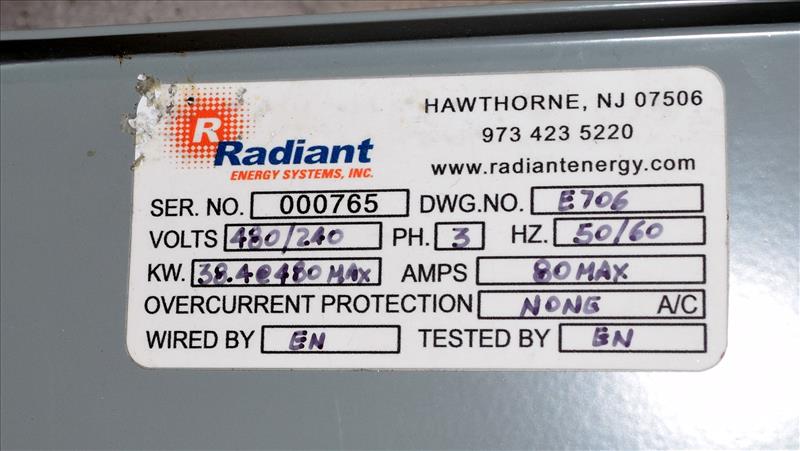 HAWTHORNE, NJ 07506
973 423 5220
www.radiantenergy.com
R
Radiant
ENERGY SYSTEMS, INC.
SER. NO. 000765 DWG.NO. E706
VOLTS 480/240 PH. 3 HZ. 50/60
KW. 38.4@480 MAX AMPS 80 MAX
OVERCURRENT PROTECTION NONE A/C
WIRED BY EN TESTED BY EN